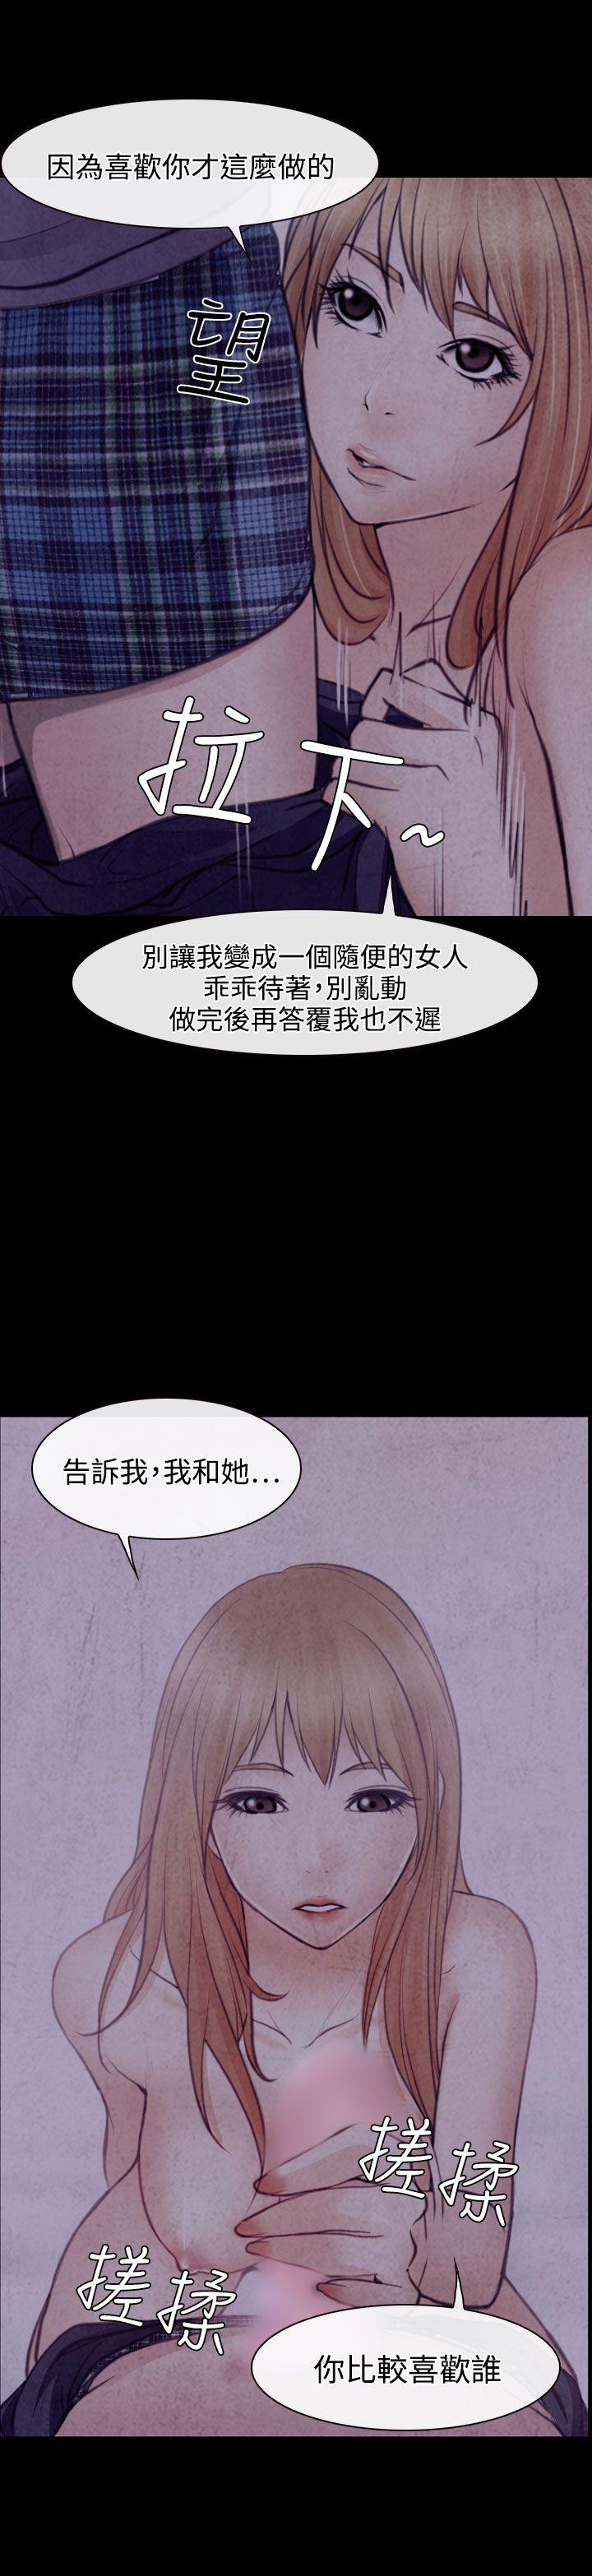 因為喜歡你才這麼做的
望
拉下~
別讓我變成一個隨便的女人
乖乖待著,別亂動
做完後再答覆我也不遲
告訴我,我和她...
搓揉
搓揉
你比較喜歡誰